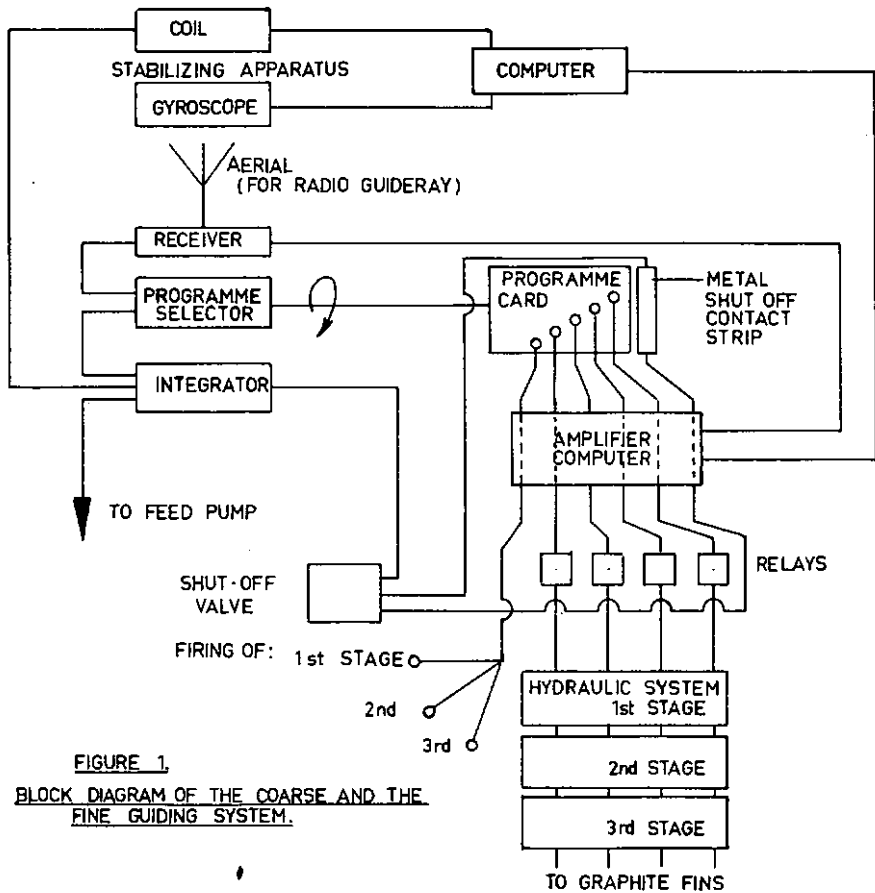 COIL
STABILIZING APPARATUS
GYROSCOPE
COMPUTER
AERIAL
(FOR RADIO GUIDERAY)
RECEIVER
PROGRAMME
SELECTOR
INTEGRATOR
PROGRAMME
CARD
METAL
SHUT OFF
CONTACT
STRIP
AMPLIFIER
COMPUTER
TO FEED PUMP
SHUT-OFF
VALVE
RELAYS
FIRING OF:
1st STAGE
2nd
3rd
HYDRAULIC SYSTEM
1st STAGE
2nd STAGE
3rd STAGE
TO GRAPHITE FINS
FIGURE 1.
BLOCK DIAGRAM OF THE COARSE AND THE
FINE GUIDING SYSTEM.